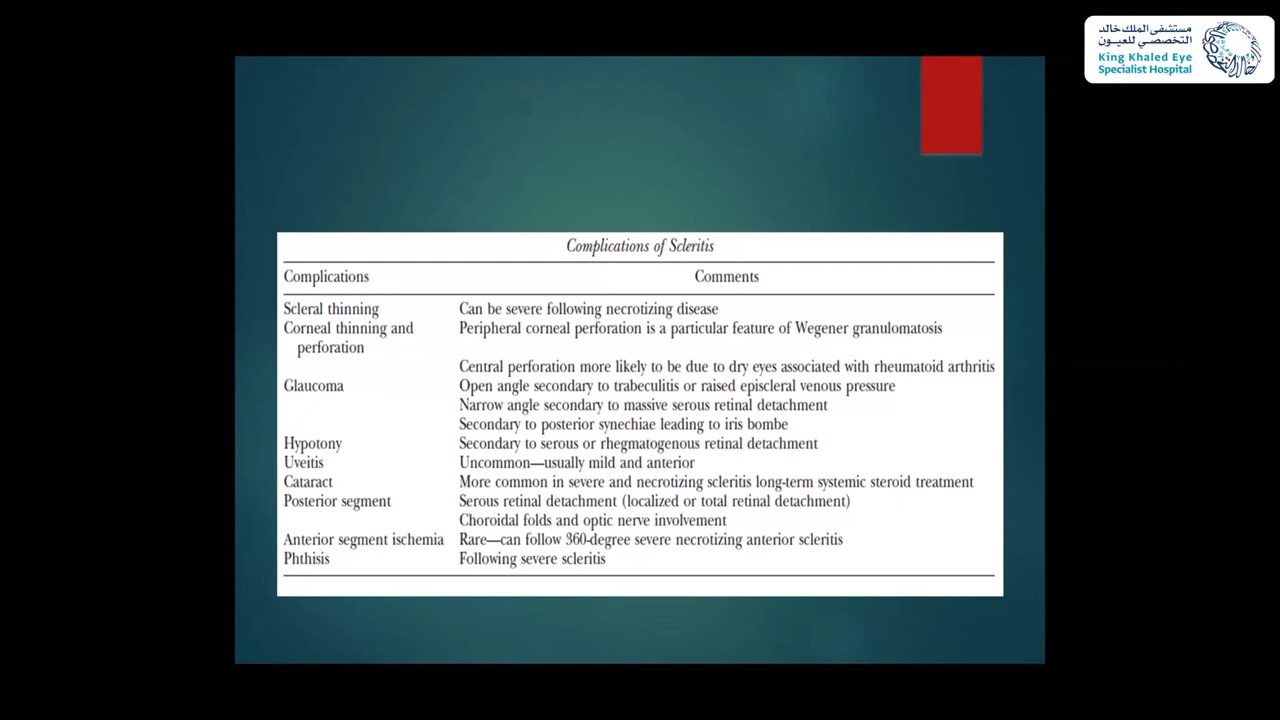 مستشفى الملك خالد
التخصصي للعيون
King Khaled Eye
Specialist Hospital
Complications of Scleritis
Complications Comments
Scleral thinning Can be severe following necrotizing disease
Corneal thinning and Peripheral corneal perforation is a particular feature of Wegener granulomatosis
perforation
Central perforation more likely to be due to dry eyes associated with rheumatoid arthritis
Glaucoma Open angle secondary to trabeculitis or raised episcleral venous pressure
Narrow angle secondary to massive serous retinal detachment
Secondary to posterior synechiae leading to iris bombe
Hypotony Secondary to serous or rhegmatogenous retinal detachment
Uveitis Uncommon—usually mild and anterior
Cataract More common in severe and necrotizing scleritis long-term systemic steroid treatment
Posterior segment Serous retinal detachment (localized or total retinal detachment)
Choroidal folds and optic nerve involvement
Anterior segment ischemia Rare—can follow 360-degree severe necrotizing anterior scleritis
Phthisis Following severe scleritis